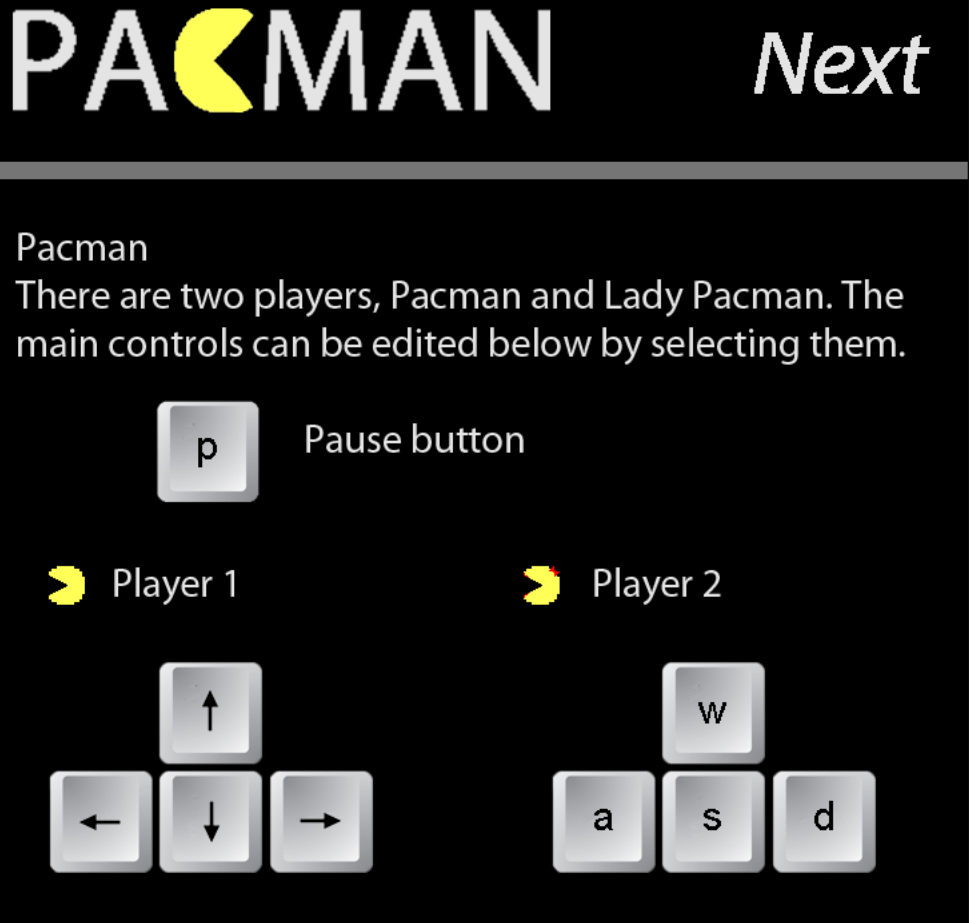 PACMAN
Next
Pacman
There are two players, Pacman and Lady Pacman. The
main controls can be edited below by selecting them.
p Pause button
Player 1 Player 2
↑ w
← ↓ → a s d